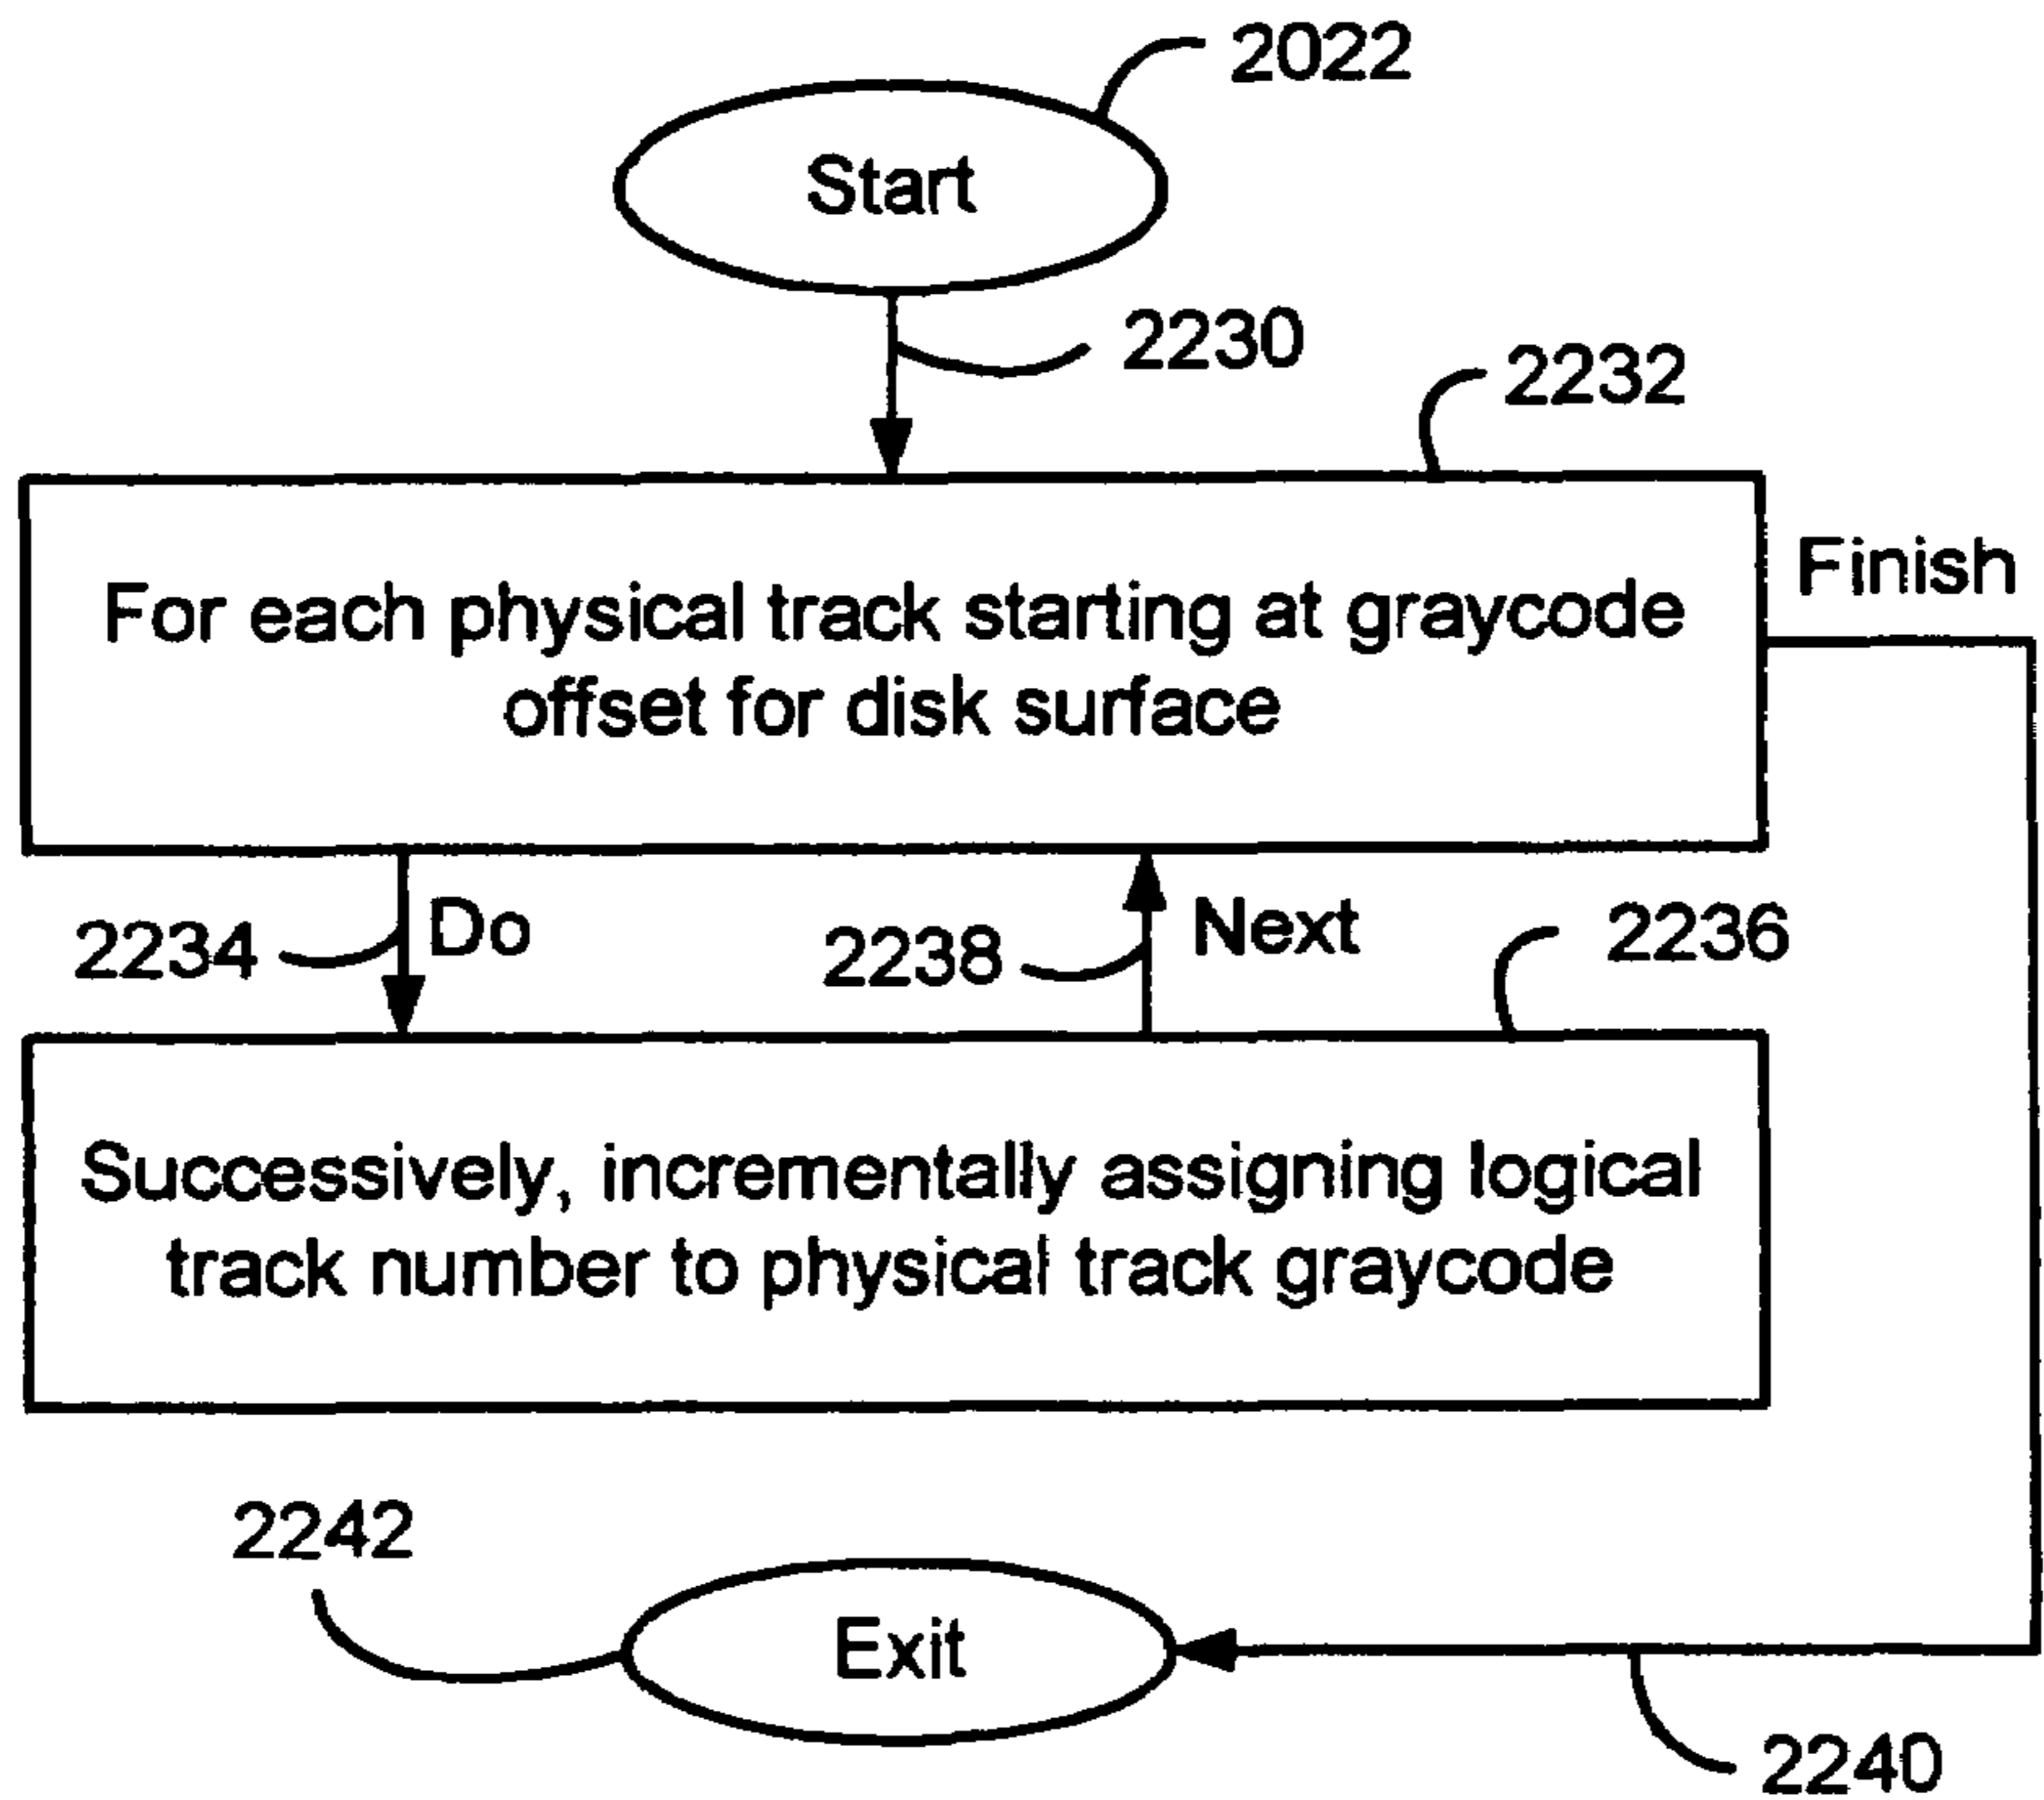 2022
Start
2230
2232
For each physical track starting at graycode
offset for disk surface
Finish
2234
Do
2238
Next
2236
Successively, incrementally assigning logical
track number to physical track graycode
2242
Exit
2240